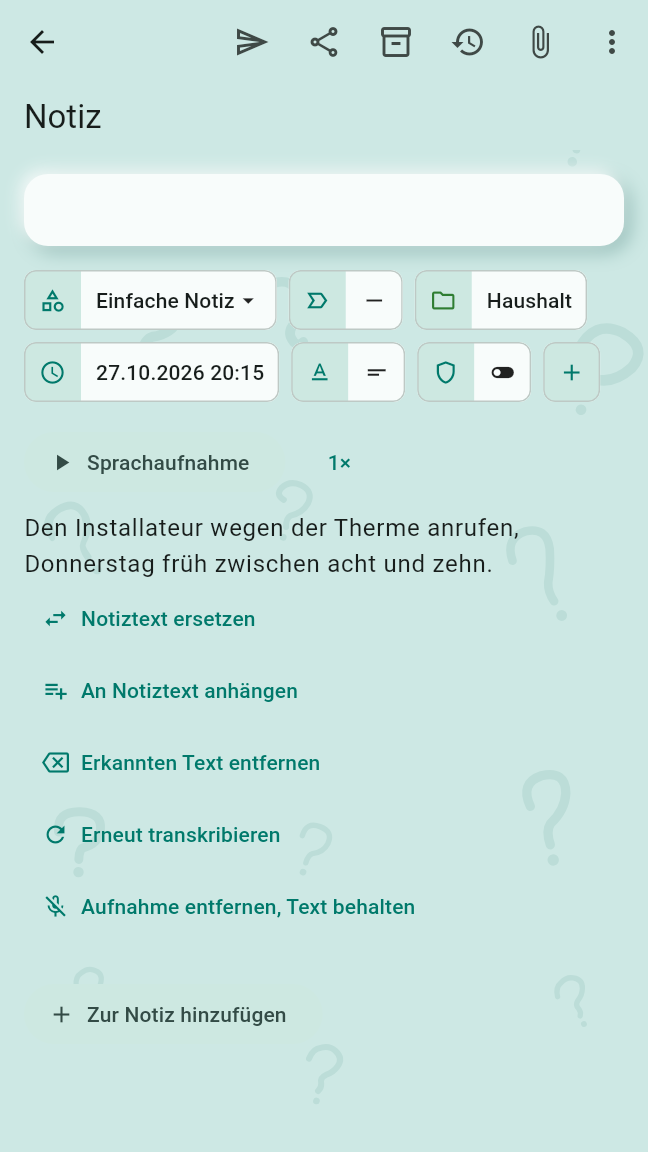 Notiz
Einfache Notiz
Haushalt
27.10.2026 20:15
Sprachaufnahme 1×
Den Installateur wegen der Therme anrufen,
Donnerstag früh zwischen acht und zehn.
Notiztext ersetzen
An Notiztext anhängen
Erkannten Text entfernen
Erneut transkribieren
Aufnahme entfernen, Text behalten
Zur Notiz hinzufügen